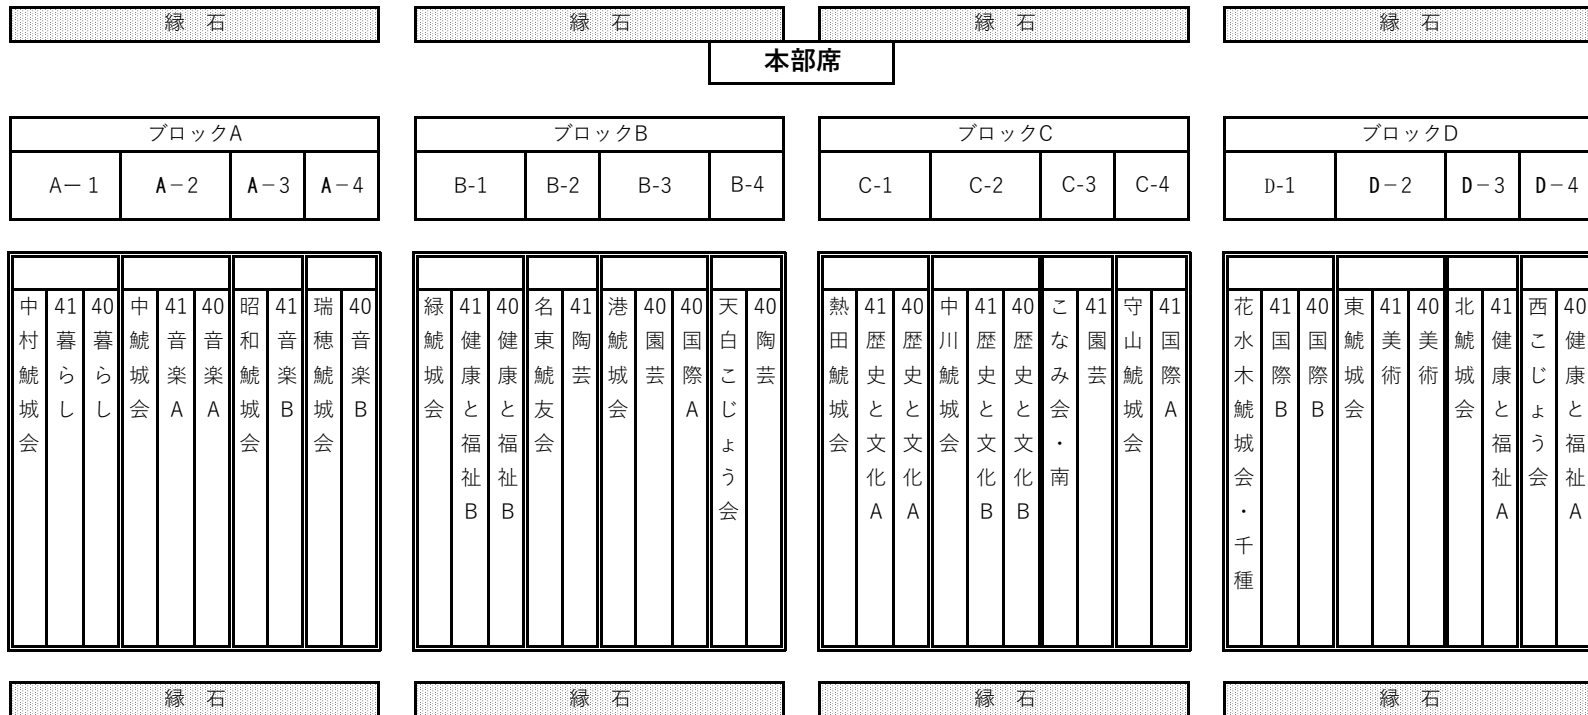 縁　石
縁　石
縁　石
縁　石
本部席
ブロックA
ブロックB
ブロックC
ブロックD
A－1
A－2
A－3
A－4
B-1
B-2
B-3
B-4
C-1
C-2
C-3
C-4
D-1
D－2
D－3
D－4
中村鯱城会
41暮らし
40暮らし
中鯱城会
41音楽A
40音楽A
昭和鯱城会
41音楽B
瑞穂鯱城会
40音楽B
緑鯱城会
41健康と福祉B
40健康と福祉B
名東鯱友会
41陶芸
港鯱城会
40園芸
40国際A
天白こじょう会
40陶芸
熱田鯱城会
41歴史と文化A
40歴史と文化A
中川鯱城会
41歴史と文化B
40歴史と文化B
こなみ会・南
41園芸
守山鯱城会
41国際A
花水木鯱城会・千種
41国際B
40国際B
東鯱城会
41美術
40美術
北鯱城会
41健康と福祉A
西こじょう会
40健康と福祉A
縁　石
縁　石
縁　石
縁　石